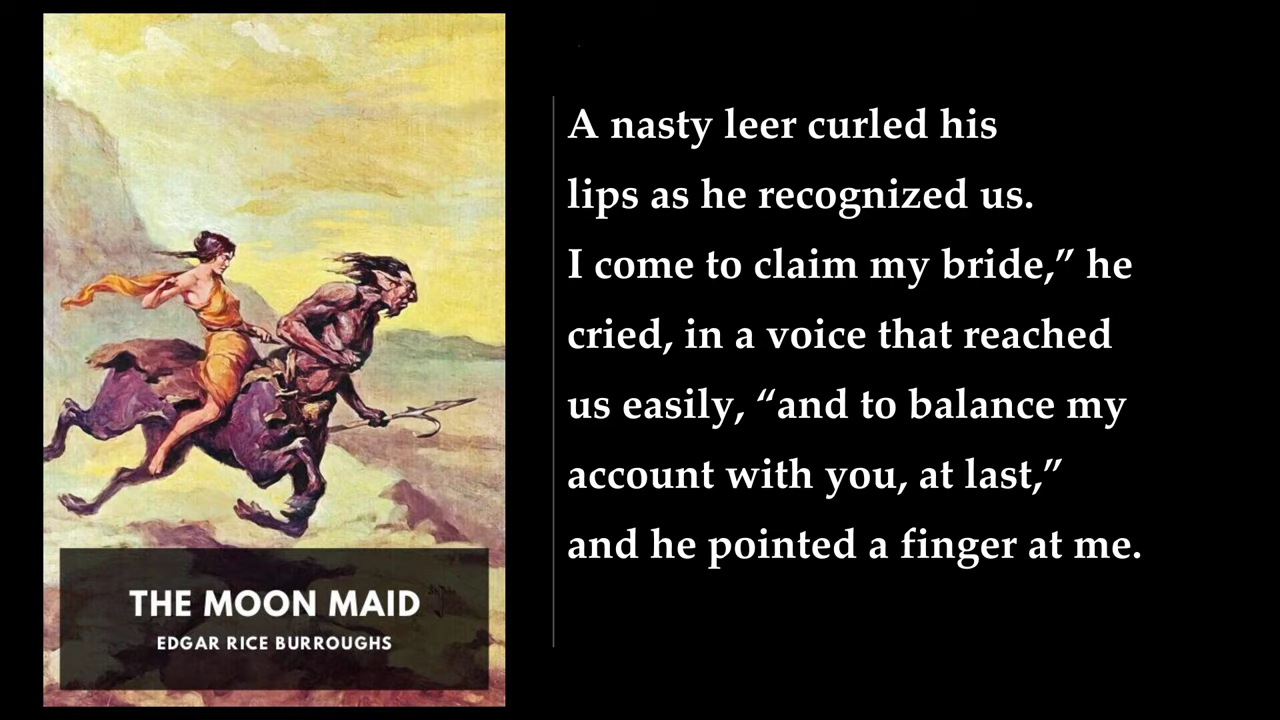 A nasty leer curled his
lips as he recognized us.
I come to claim my bride,” he
cried, in a voice that reached
us easily, “and to balance my
account with you, at last,”
and he pointed a finger at me.
THE MOON MAID
EDGAR RICE BURROUGHS